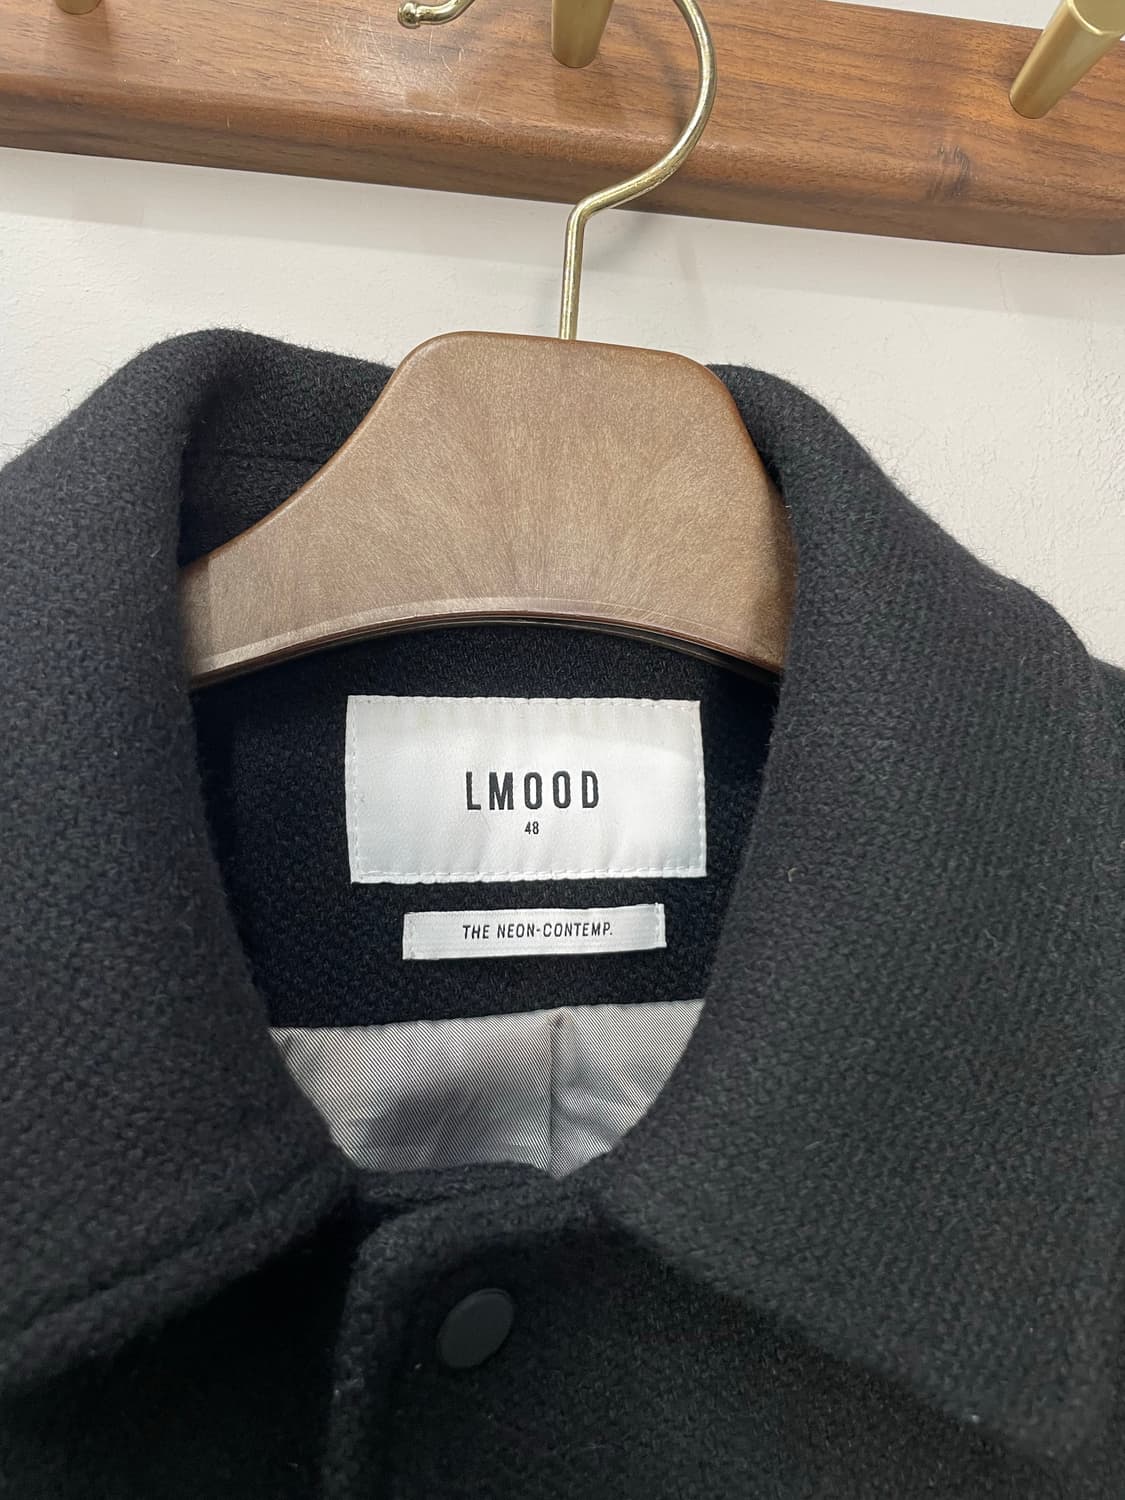 LMOOD
48
THE NEON-CONTEMP.